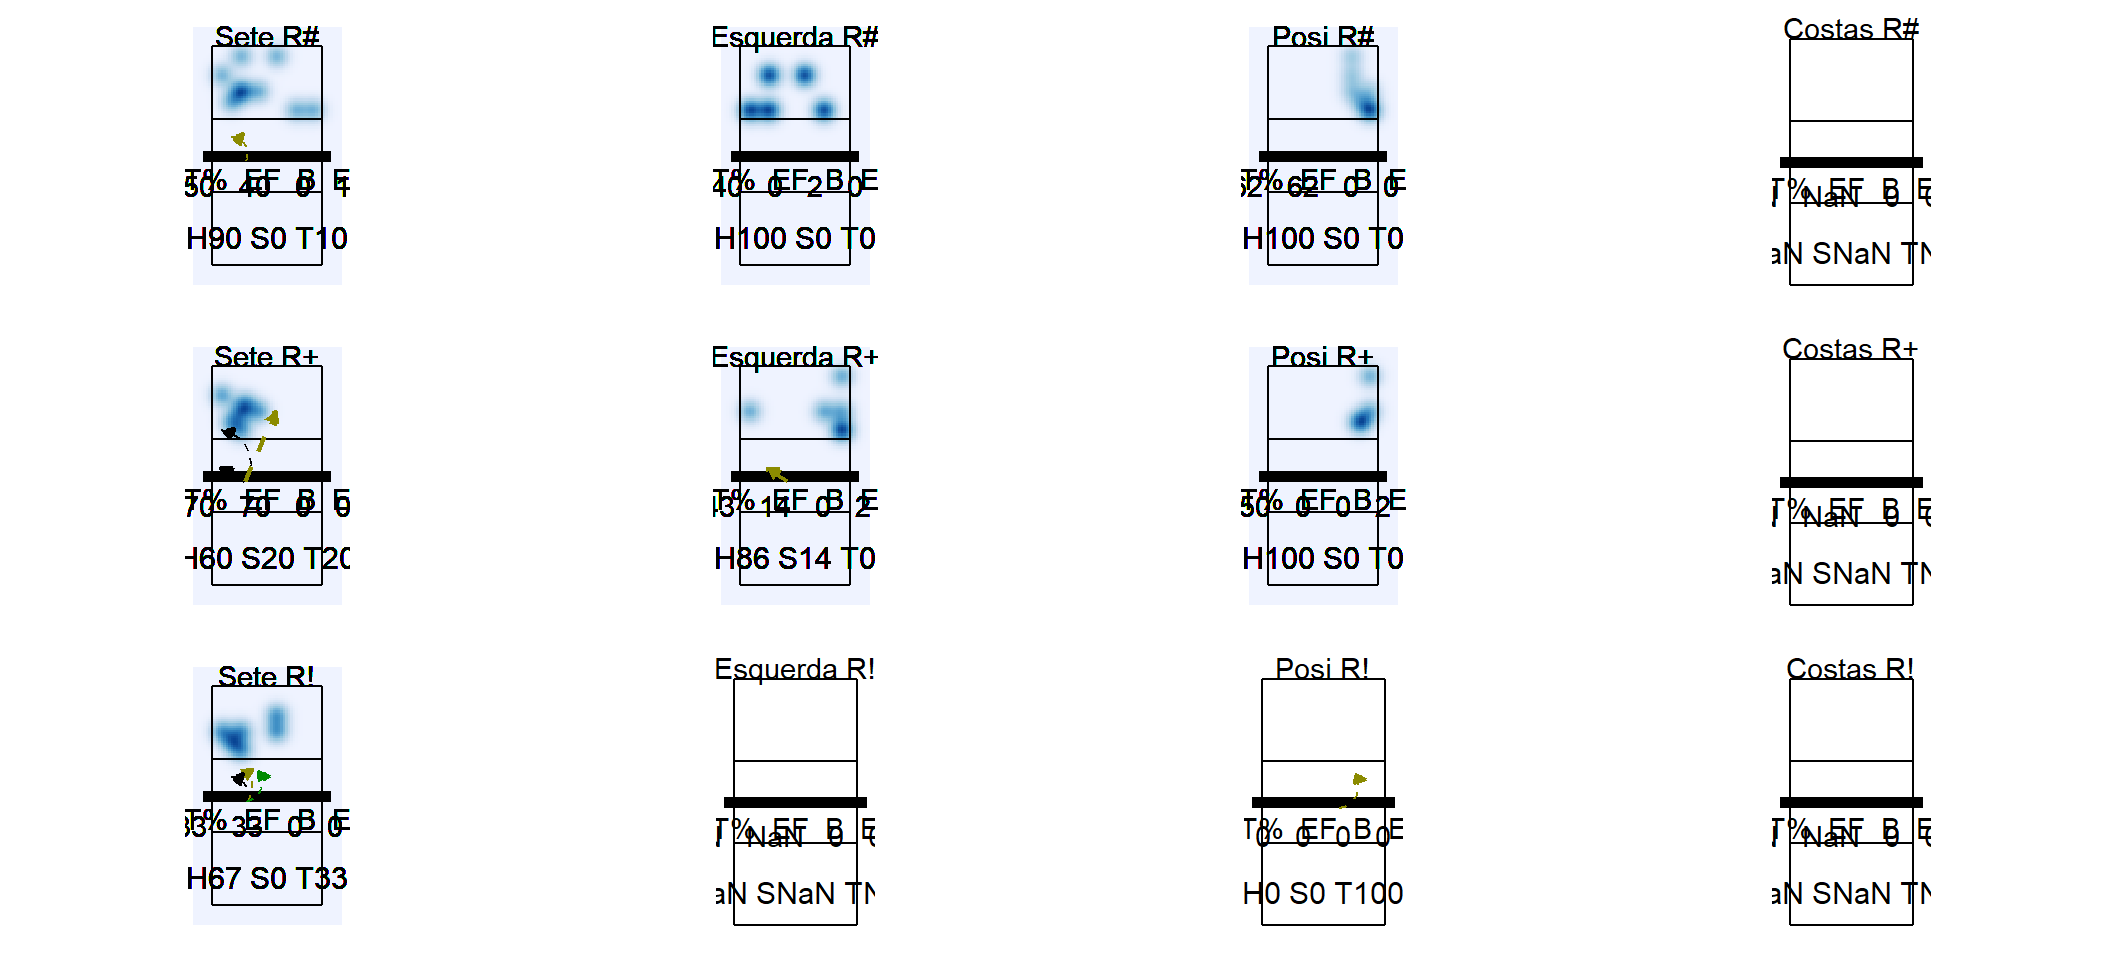 Sete R#
Esquerda R#
Posi R#
Costas R#
T% EF B E
50 40 0 1
T% EF B E
40 0 2 0
T% EF B E
62 62 0 0
T% EF B E
NaN 0
H90 S0 T10
H100 S0 T0
H100 S0 T0
aN SNaN TN
Sete R+
Esquerda R+
Posi R+
Costas R+
T% EF B E
70 70 0 0
T% EF B E
43 14 0 2
T% EF B E
50 0 0 2
T% EF B E
NaN 0
H60 S20 T20
H86 S14 T0
H100 S0 T0
aN SNaN TN
Sete R!
Esquerda R!
Posi R!
Costas R!
T% EF B E
33 33 0 0
T% EF B E
NaN 0
T% EF B E
0 0 0 0
T% EF B E
NaN 0
H67 S0 T33
aN SNaN TN
H0 S0 T100
aN SNaN TN